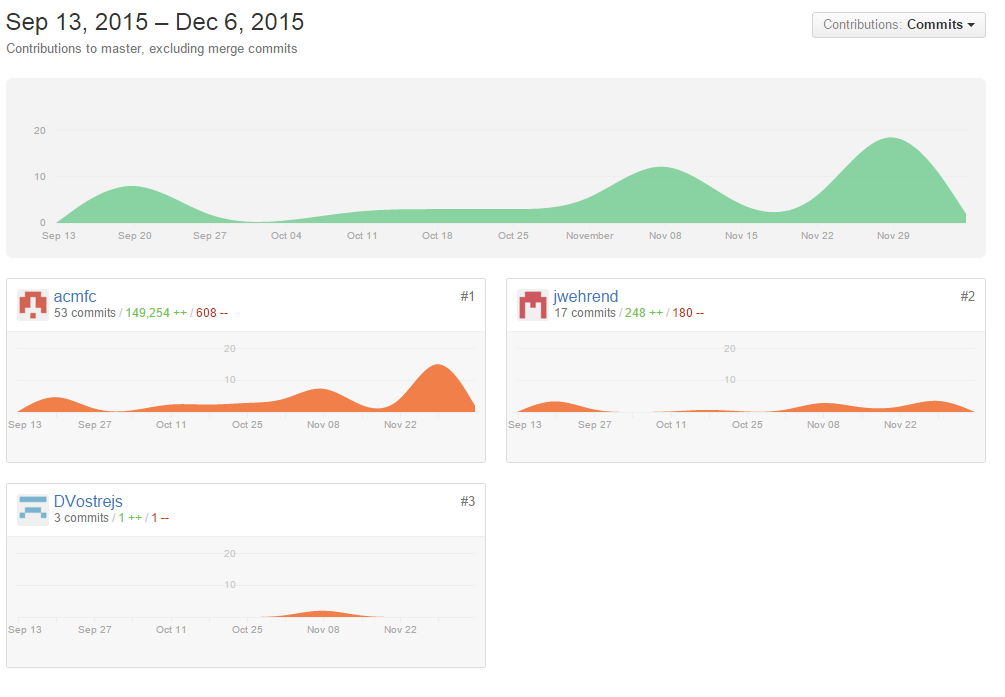 Sep 13, 2015 – Dec 6, 2015
Contributions: Commits
Contributions to master, excluding merge commits
20
10
0
Sep 13 Sep 20 Sep 27 Oct 04 Oct 11 Oct 18 Oct 25 November Nov 08 Nov 15 Nov 22 Nov 29
acmfc #1
53 commits / 149,254 ++ / 608 --
20
10
Sep 13 Sep 27 Oct 11 Oct 25 Nov 08 Nov 22
jwehrend #2
17 commits / 248 ++ / 180 --
20
10
Sep 13 Sep 27 Oct 11 Oct 25 Nov 08 Nov 22
DVostrejs #3
3 commits / 1 ++ / 1 --
20
10
Sep 13 Sep 27 Oct 11 Oct 25 Nov 08 Nov 22